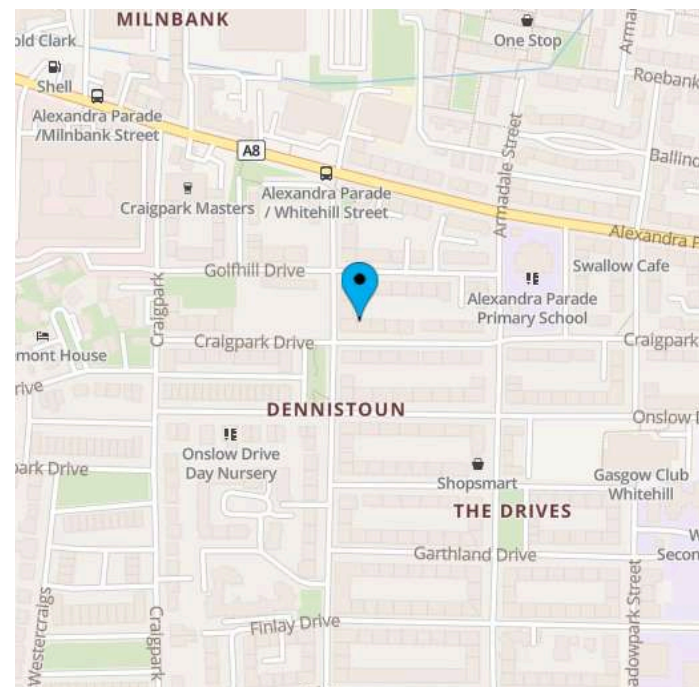 MILNBANK
old Clark
One Stop
Shell
Roebank
Alexandra Parade
/Milnbank Street
A8
Armadale Street
Ballind
Alexandra Parade
/ Whitehill Street
Craigpark Masters
Alexandra P
Golfhill Drive
Swallow Cafe
Alexandra Parade
Primary School
Craigpark
Craigpark Drive
Craigpark
mont House
rive
DENNISTOUN
Onslow D
Onslow Drive
Day Nursery
park Drive
Shopsmart
Gasgow Club
Whitehill
THE DRIVES
W
Secon
Garthland Drive
Westercraigs
Craigpark
Finlay Drive
adowpark Street
Arma